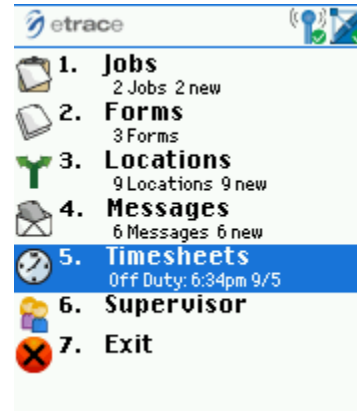 etrace
1. Jobs
2 Jobs 2 new
2. Forms
3 Forms
3. Locations
9 Locations 9 new
4. Messages
6 Messages 6 new
5. Timesheets
Off Duty: 6:34pm 9/5
6. Supervisor
7. Exit